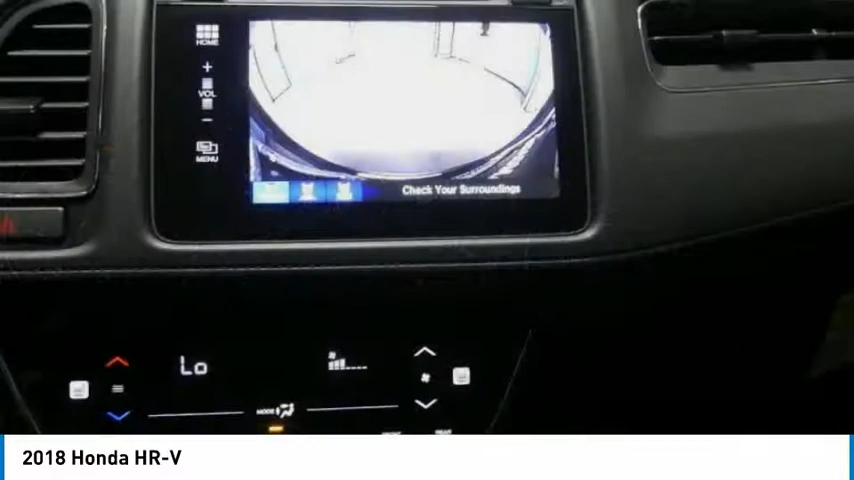 HOME
+
VOL
−
MENU
Check Your Surroundings
Lo
MODE
2018 Honda HR-V